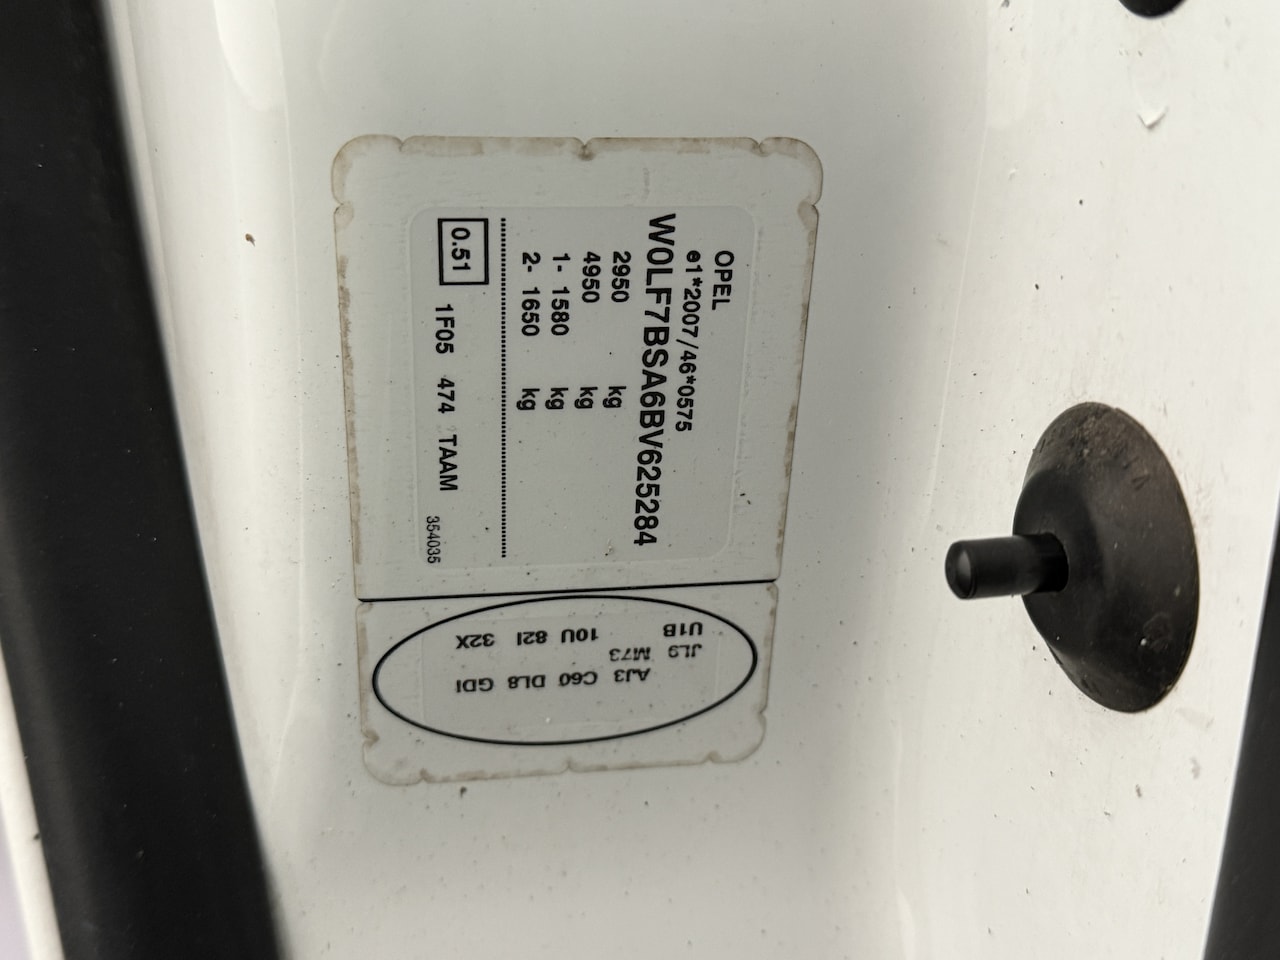 OPEL
e1*2007/46*0575
W0LF7BSA6BV625284
2950 kg
4950 kg
1- 1580 kg
2- 1650 kg
0.51 1F05 474 TAAM 354035
U1B 10U 82I 32X
JL9 M73
AJ3 C60 DL8 GDI